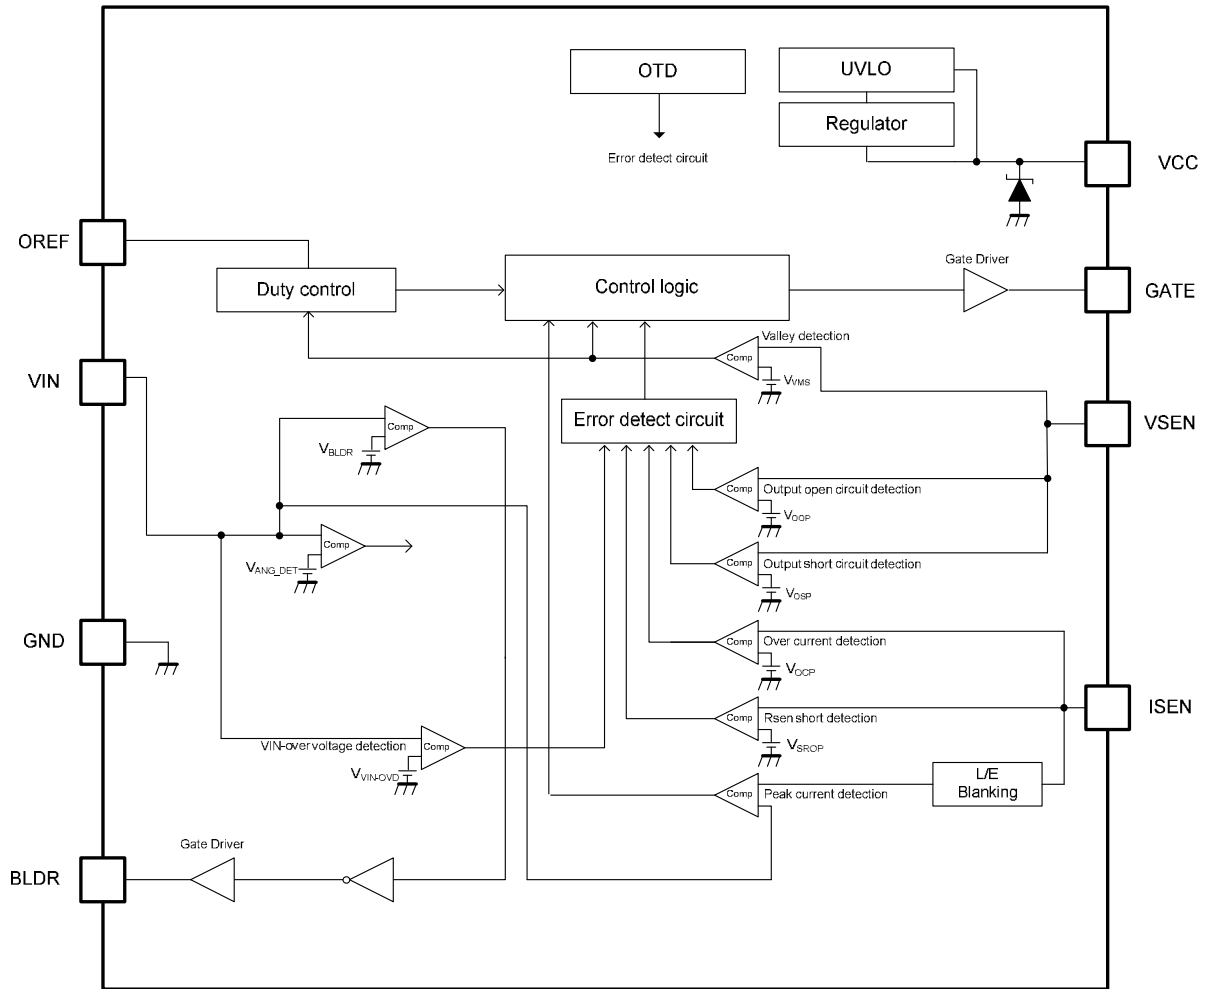 OTD
UVLO
Regulator
Error detect circuit
VCC
OREF
Duty control
Control logic
Gate Driver
GATE
VIN
Valley detection
Comp
VVMS
Error detect circuit
VSEN
Comp
VBLDR
Comp
Output open circuit detection
VOOP
Comp
VANG_DET
Comp
Output short circuit detection
VOSP
GND
Comp
Over current detection
VOCP
ISEN
Comp
Rsen short detection
VSROP
VIN-over voltage detection
Comp
VVIN-OVD
L/E
Blanking
Comp
Peak current detection
Gate Driver
BLDR